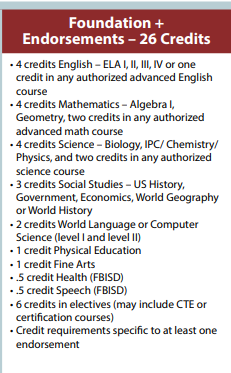 Foundation +
Endorsements – 26 Credits
• 4 credits English – ELA I, II, III, IV or one
credit in any authorized advanced English
course
• 4 credits Mathematics – Algebra I,
Geometry, two credits in any authorized
advanced math course
• 4 credits Science – Biology, IPC/ Chemistry/
Physics, and two credits in any authorized
science course
• 3 credits Social Studies – US History,
Government, Economics, World Geography
or World History
• 2 credits World Language or Computer
Science (level I and level II)
• 1 credit Physical Education
• 1 credit Fine Arts
• .5 credit Health (FBISD)
• .5 credit Speech (FBISD)
• 6 credits in electives (may include CTE or
certification courses)
• Credit requirements specific to at least one
endorsement